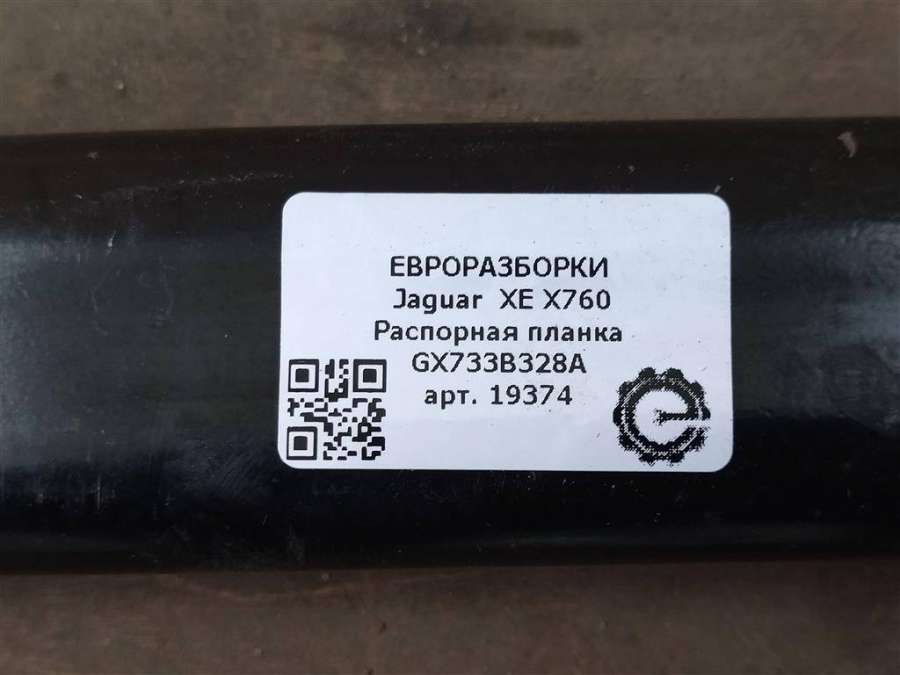 ЕВРОРАЗБОРКИ
Jaguar XE X760
Распорная планка
GX733B328A
арт. 19374